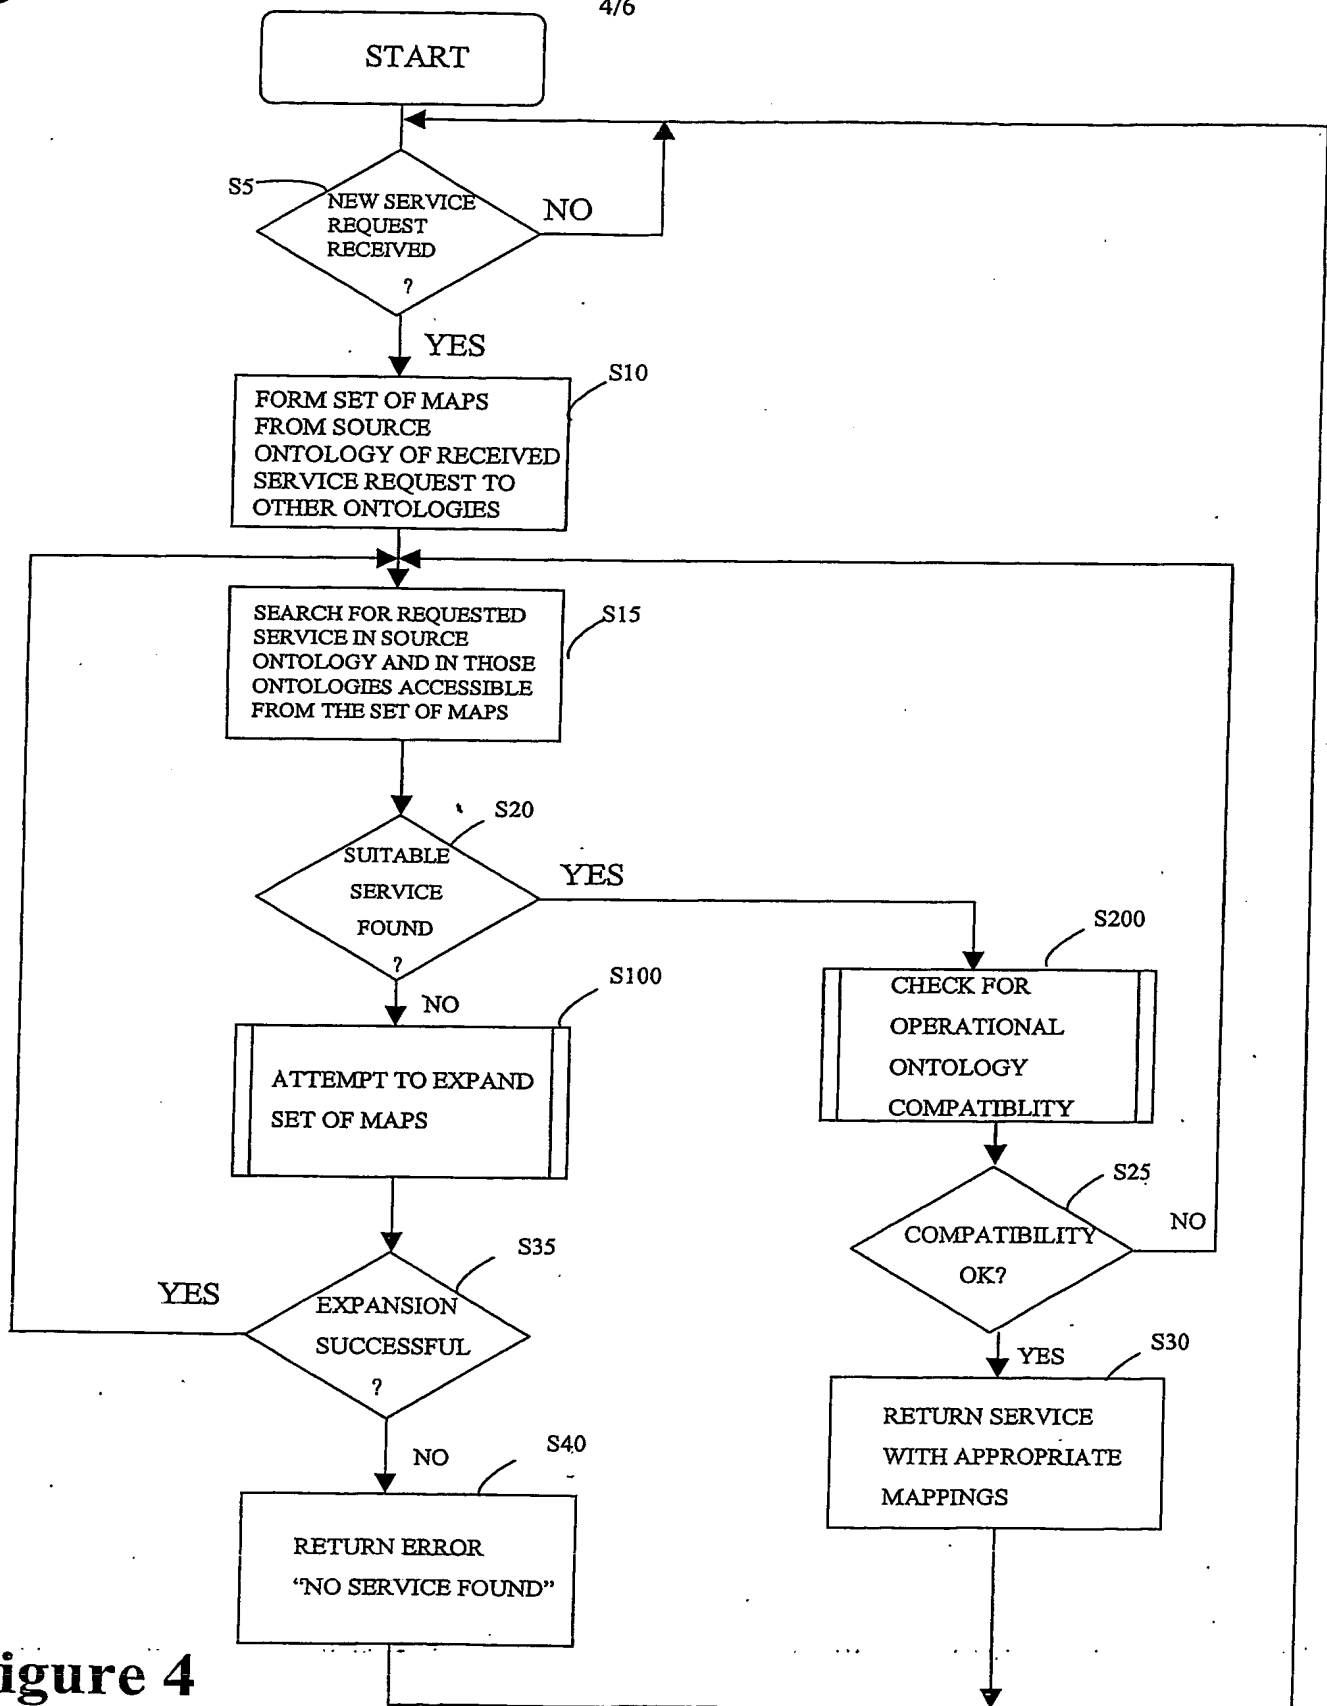 4/6
START
S5
NEW SERVICE
REQUEST
RECEIVED
?
NO
YES
S10
FORM SET OF MAPS
FROM SOURCE
ONTOLOGY OF RECEIVED
SERVICE REQUEST TO
OTHER ONTOLOGIES
S15
SEARCH FOR REQUESTED
SERVICE IN SOURCE
ONTOLOGY AND IN THOSE
ONTOLOGIES ACCESSIBLE
FROM THE SET OF MAPS
S20
SUITABLE
SERVICE
FOUND
?
YES
NO
S200
CHECK FOR
OPERATIONAL
ONTOLOGY
COMPATIBLITY
S100
ATTEMPT TO EXPAND
SET OF MAPS
S25
COMPATIBILITY
OK?
NO
YES
S35
EXPANSION
SUCCESSFUL
?
YES
NO
S30
RETURN SERVICE
WITH APPROPRIATE
MAPPINGS
S40
RETURN ERROR
“NO SERVICE FOUND”
igure 4